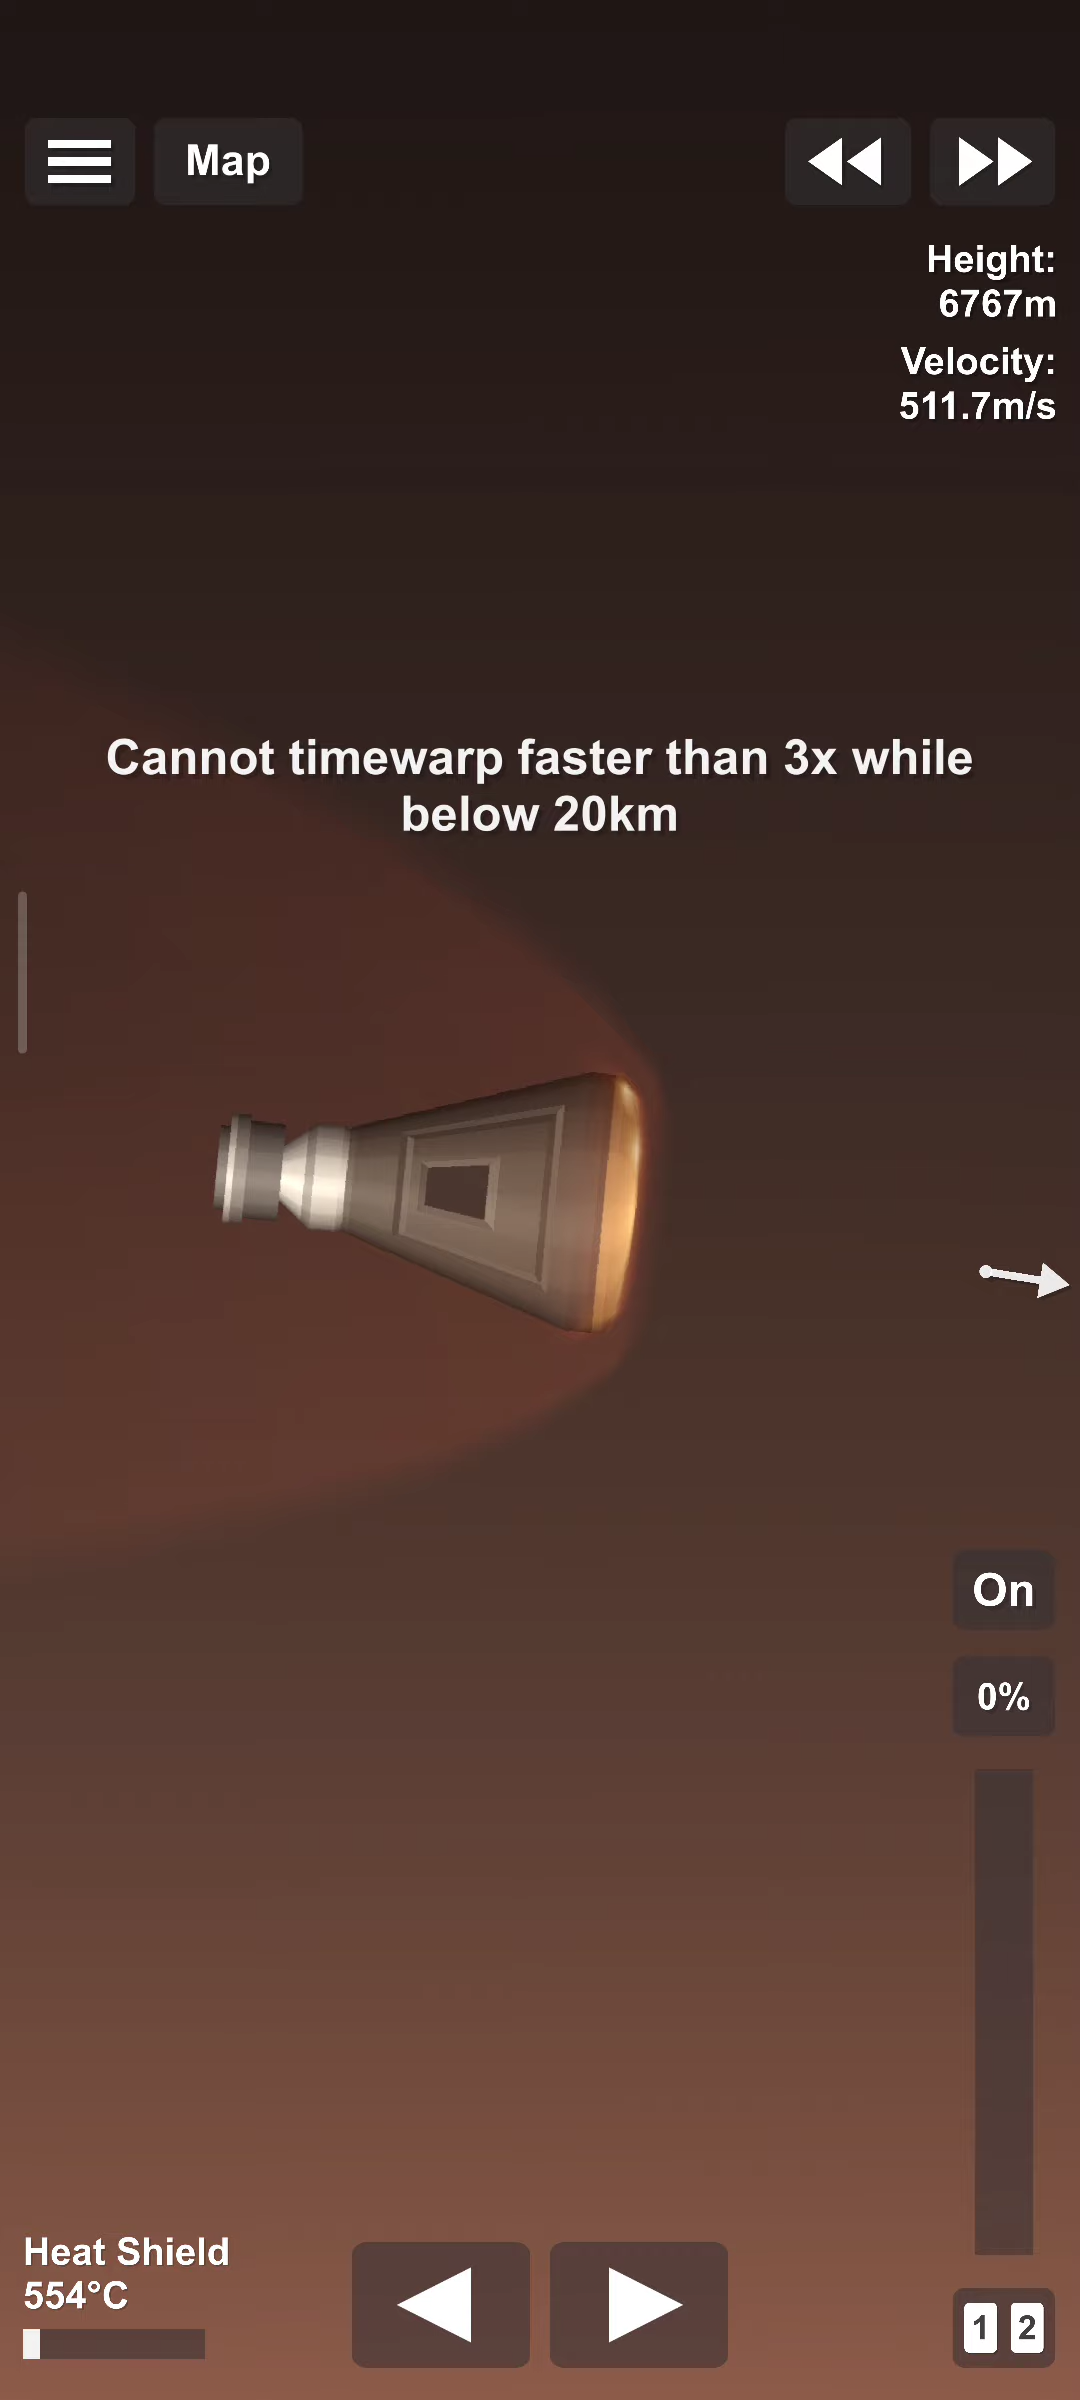 Map
Height:
6767m
Velocity:
511.7m/s
Cannot timewarp faster than 3x while
below 20km
On
0%
Heat Shield
554°C
1 2